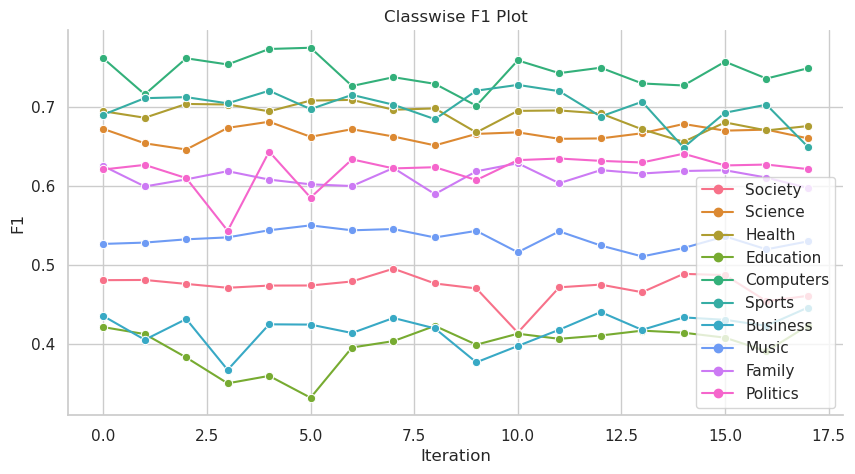 Classwise F1 Plot
F1
0.7
0.6
0.5
0.4
Society
Science
Health
Education
Computers
Sports
Business
Music
Family
Politics
0.0 2.5 5.0 7.5 10.0 12.5 15.0 17.5
Iteration